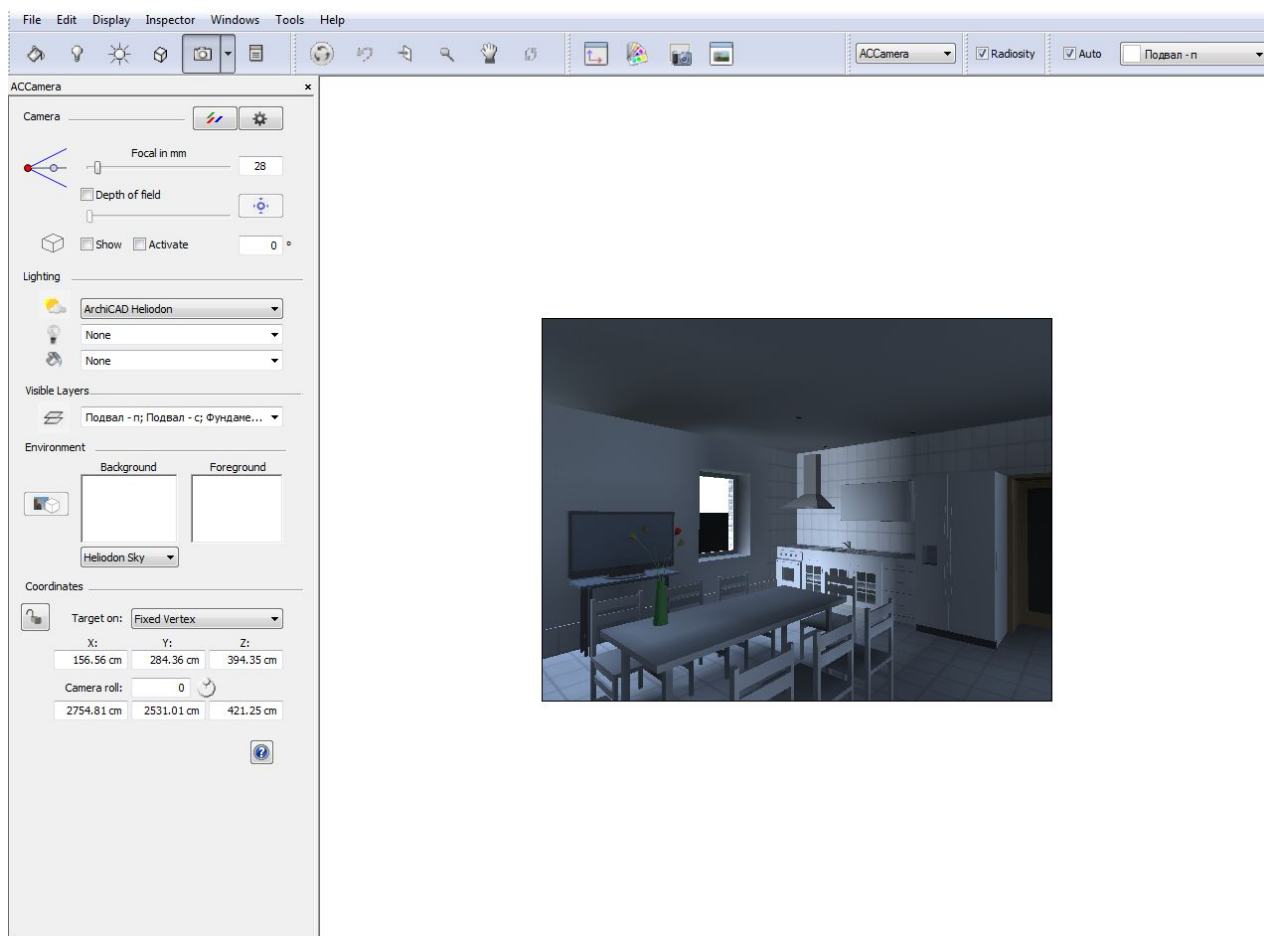 File Edit Display Inspector Windows Tools Help
ACCamera Radiosity Auto Подвал - п
ACCamera x
Camera
Focal in mm
28
Depth of field
Show Activate 0 °
Lighting
ArchiCAD Heliodon
None
None
Visible Layers
Подвал - п; Подвал - с; Фундаме...
Environment
Background Foreground
Heliodon Sky
Coordinates
Target on: Fixed Vertex
X: Y: Z:
156.56 cm 284.36 cm 394.35 cm
Camera roll: 0
2754.81 cm 2531.01 cm 421.25 cm
?